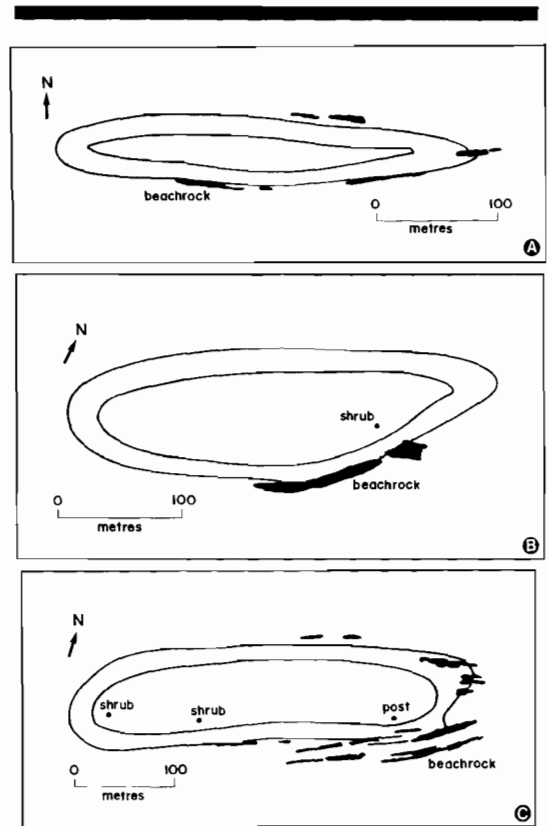 N
beachrock
0 100
metres
A
N
shrub
beachrock
0 100
metres
B
N
shrub
shrub
post
beachrock
0 100
metres
C